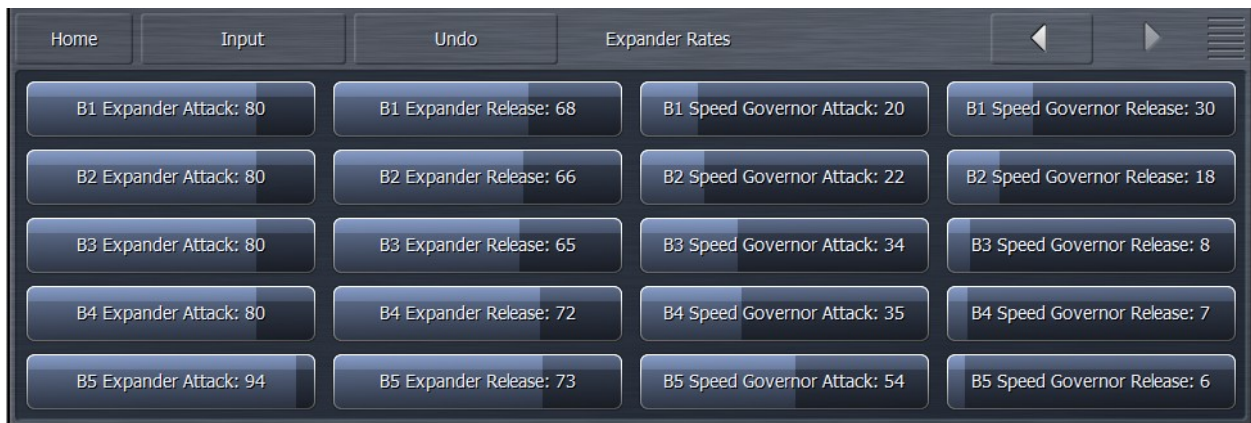 Home Input Undo Expander Rates
B1 Expander Attack: 80 B1 Expander Release: 68 B1 Speed Governor Attack: 20 B1 Speed Governor Release: 30
B2 Expander Attack: 80 B2 Expander Release: 66 B2 Speed Governor Attack: 22 B2 Speed Governor Release: 18
B3 Expander Attack: 80 B3 Expander Release: 65 B3 Speed Governor Attack: 34 B3 Speed Governor Release: 8
B4 Expander Attack: 80 B4 Expander Release: 72 B4 Speed Governor Attack: 35 B4 Speed Governor Release: 7
B5 Expander Attack: 94 B5 Expander Release: 73 B5 Speed Governor Attack: 54 B5 Speed Governor Release: 6